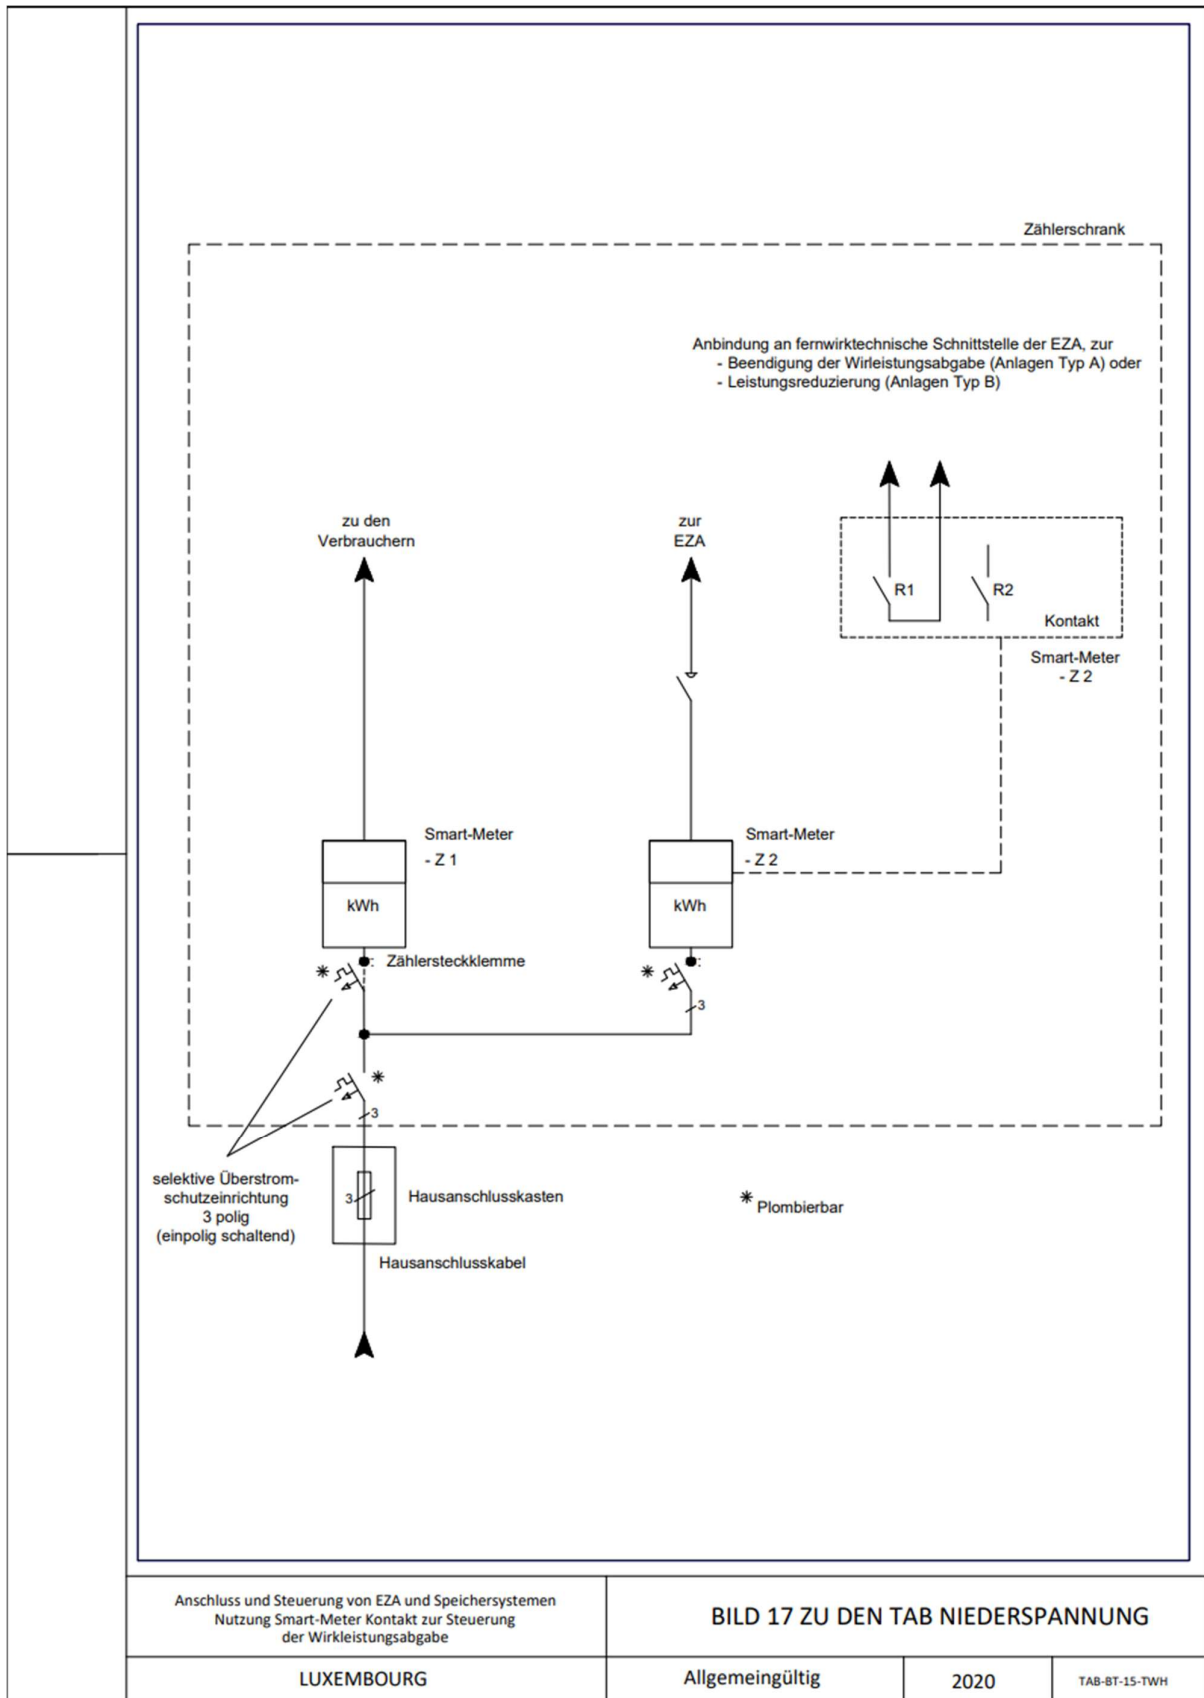 Zählerschrank
Anbindung an fernwirktechnische Schnittstelle der EZA, zur
- Beendigung der Wirleistungsabgabe (Anlagen Typ A) oder
- Leistungsreduzierung (Anlagen Typ B)
zu den
Verbrauchern
zur
EZA
R1
R2
Kontakt
Smart-Meter
- Z 2
Smart-Meter
- Z 1
kWh
Smart-Meter
- Z 2
kWh
* : Zählersteckklemme
* :
3
*
3
selektive Überstrom-
schutzeinrichtung
3 polig
(einpolig schaltend)
3
Hausanschlusskasten
* Plombierbar
Hausanschlusskabel
Anschluss und Steuerung von EZA und Speichersystemen
Nutzung Smart-Meter Kontakt zur Steuerung
der Wirkleistungsabgabe
BILD 17 ZU DEN TAB NIEDERSPANNUNG
LUXEMBOURG
Allgemeingültig
2020
TAB-BT-15-TWH